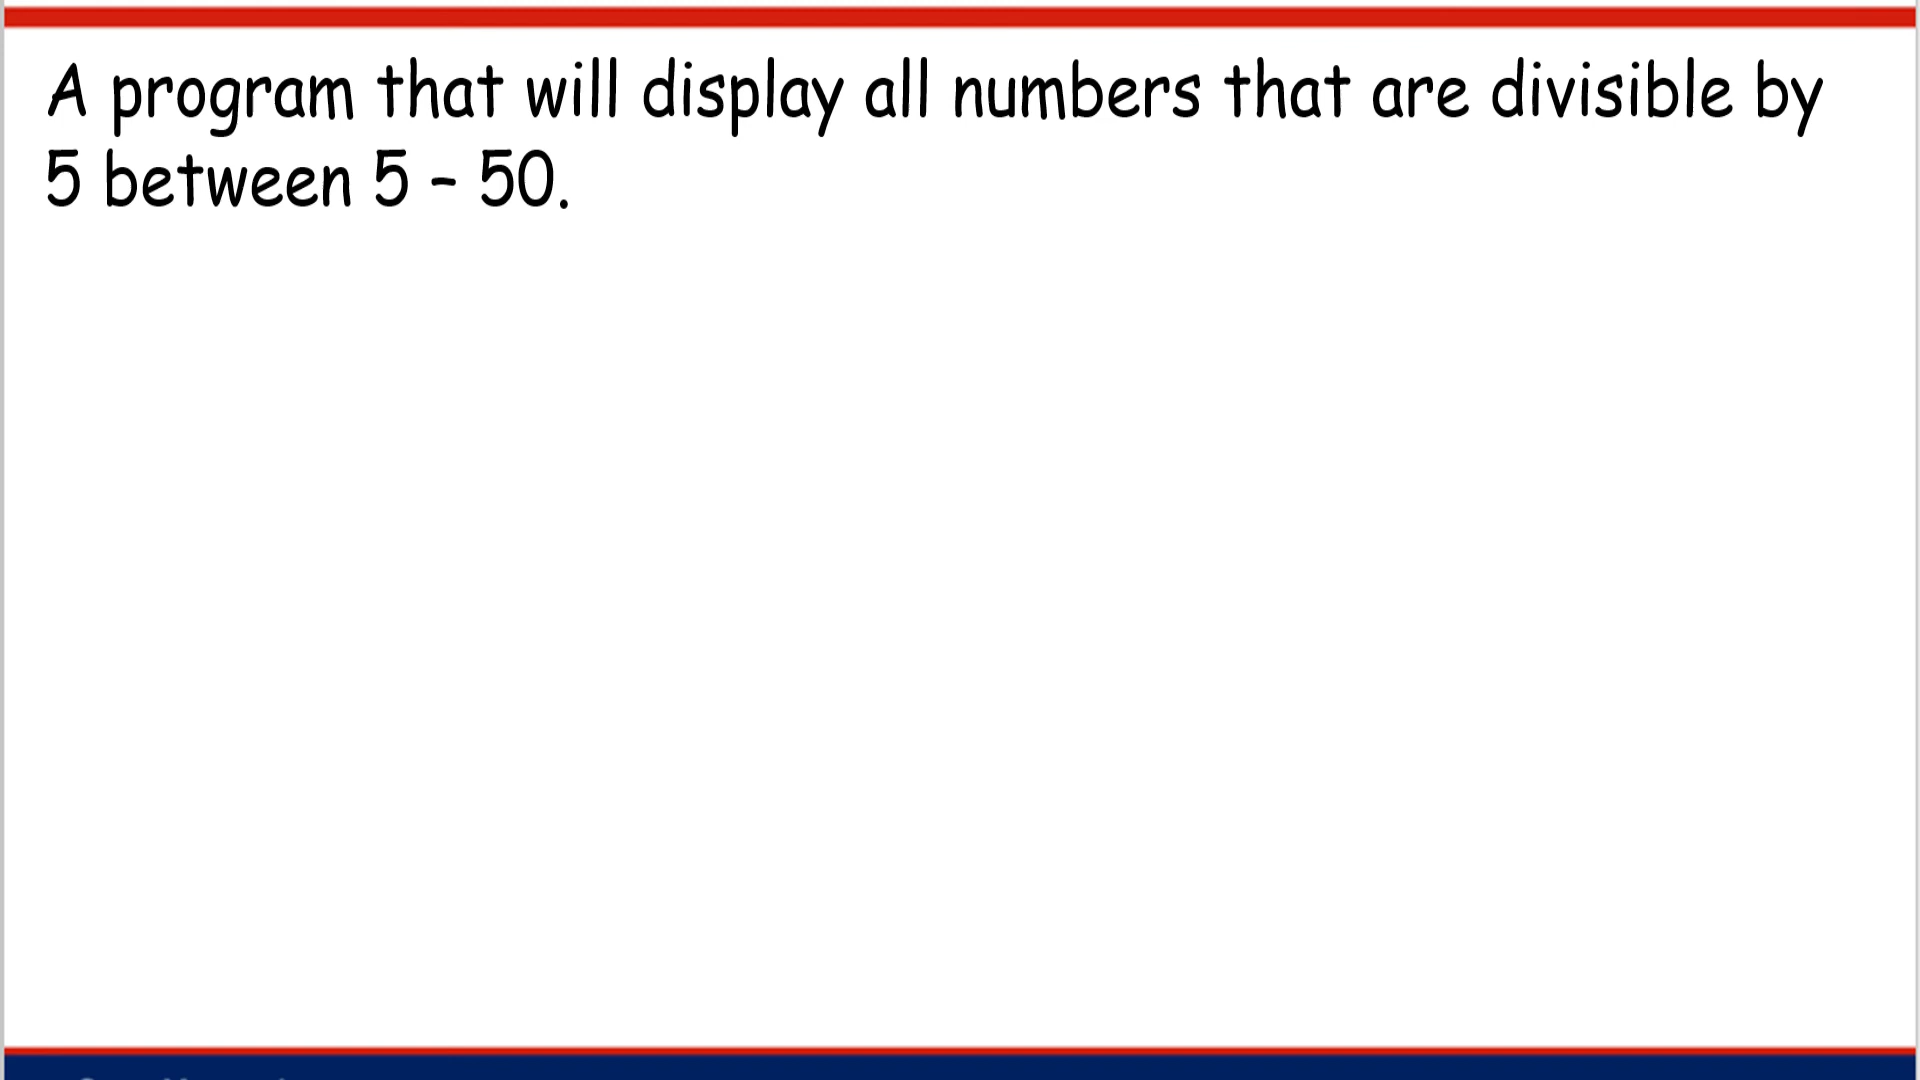 A program that will display all numbers that are divisible by
5 between 5 – 50.